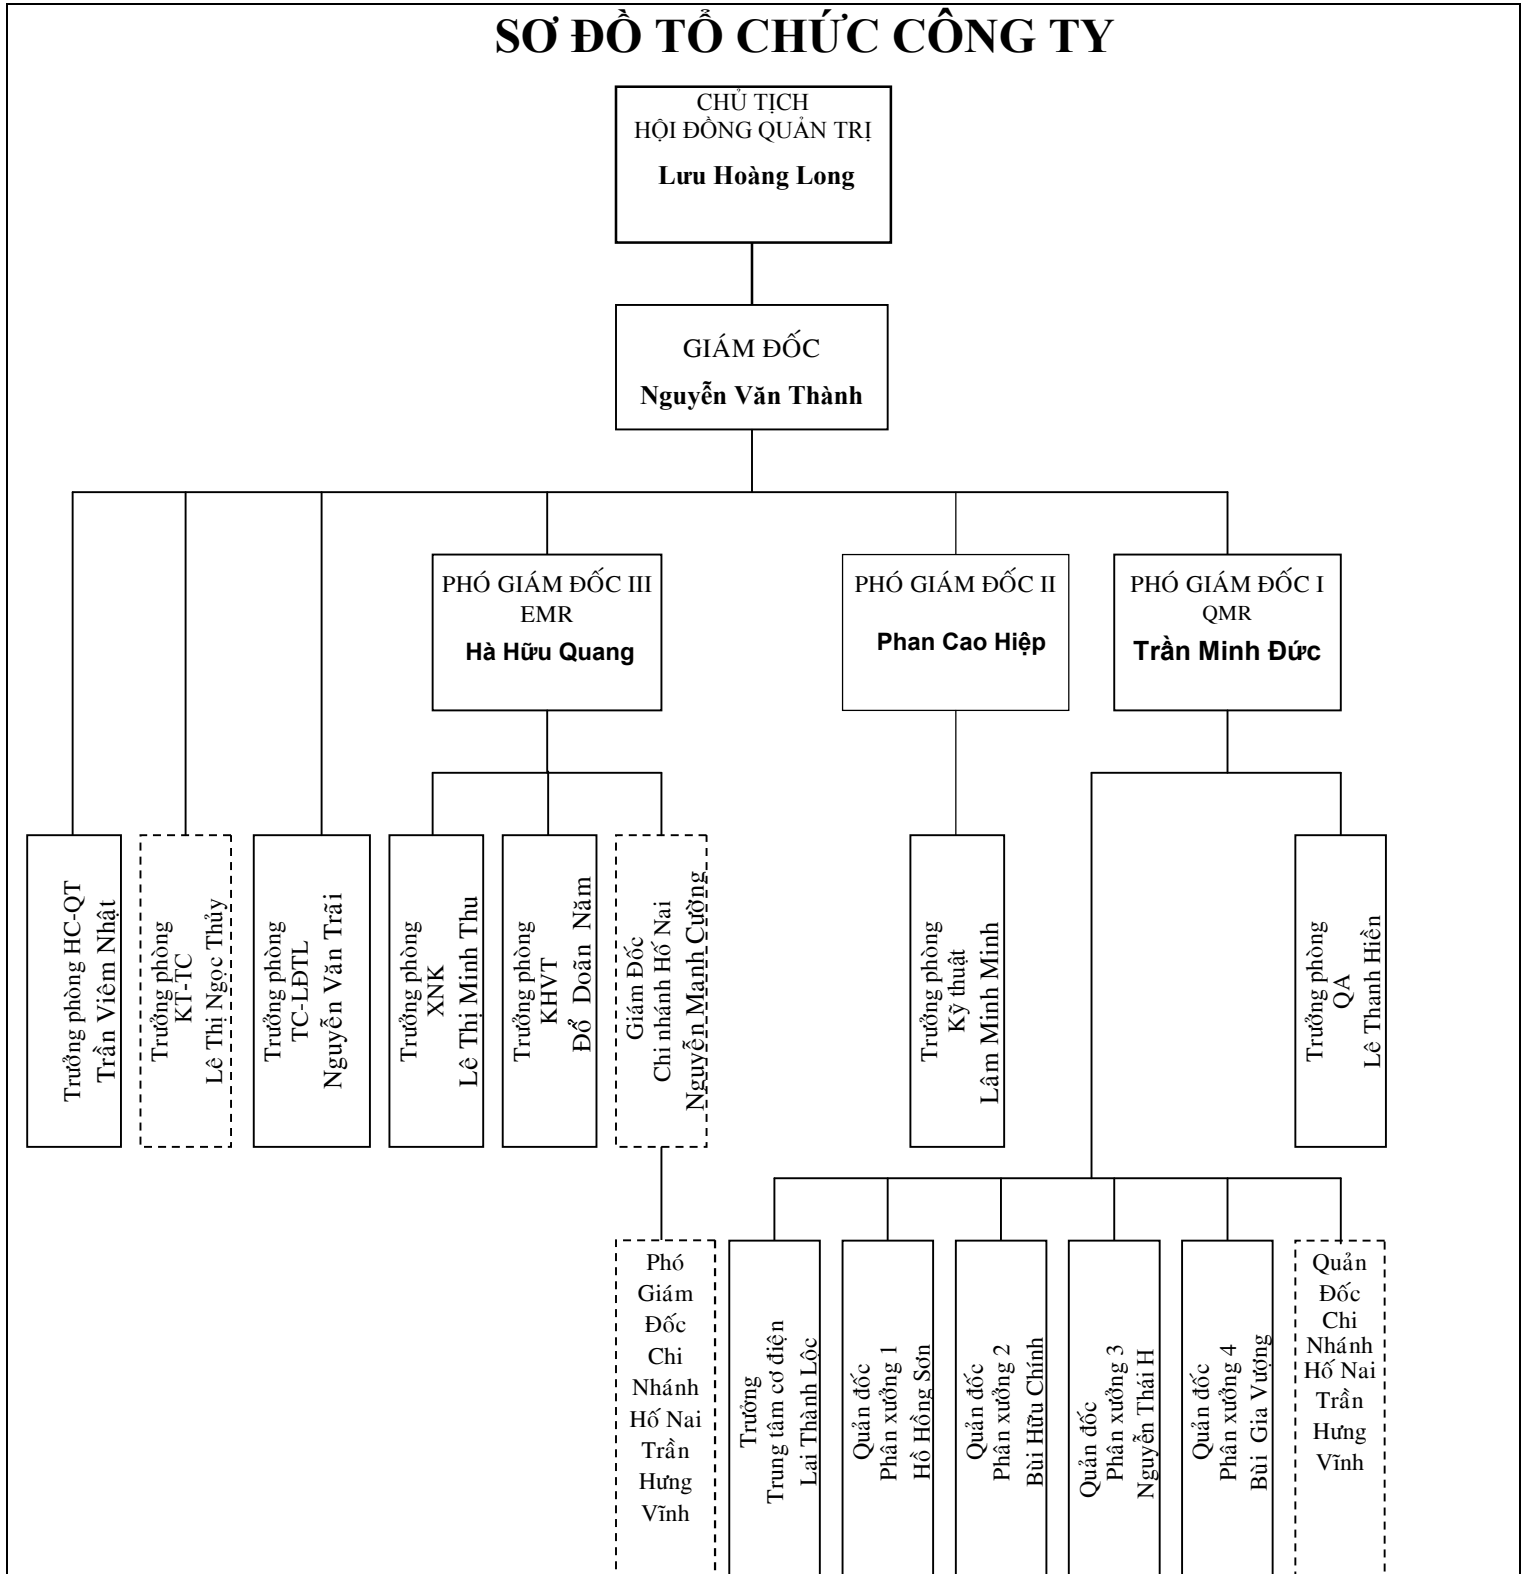 SƠ ĐỒ TỔ CHỨC CÔNG TY
CHỦ TỊCH
HỘI ĐỒNG QUẢN TRỊ
Lưu Hoàng Long
GIÁM ĐỐC
Nguyễn Văn Thành
PHÓ GIÁM ĐỐC III
EMR
Hà Hữu Quang
PHÓ GIÁM ĐỐC II
Phan Cao Hiệp
PHÓ GIÁM ĐỐC I
QMR
Trần Minh Đức
Trưởng phòng HC-QT
Trần Viêm Nhật
Trưởng phòng
KT-TC
Lê Thị Ngọc Thủy
Trưởng phòng
TC-LĐTL
Nguyễn Văn Trãi
Trưởng phòng
XNK
Lê Thị Minh Thu
Trưởng phòng
KHVT
Đổ Doãn Năm
Giám Đốc
Chi nhánh Hố Nai
Nguyễn Manh Cường
Trưởng phòng
Kỹ thuật
Lâm Minh Minh
Trưởng phòng
QA
Lê Thanh Hiền
Phó
Giám
Đốc
Chi
Nhánh
Hố Nai
Trần
Hưng
Vĩnh
Trưởng
Trung tâm cơ điện
Lai Thành Lộc
Quản đốc
Phân xưởng 1
Hồ Hồng Sơn
Quản đốc
Phân xưởng 2
Bùi Hữu Chính
Quản đốc
Phân xưởng 3
Nguyễn Thái H
Quản đốc
Phân xưởng 4
Bùi Gia Vượng
Quản
Đốc
Chi
Nhánh
Hố Nai
Trần
Hưng
Vĩnh